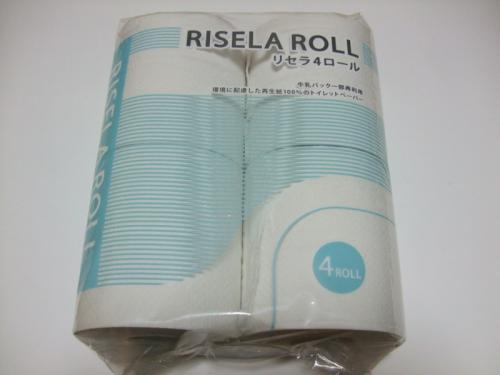 RISELA ROLL
リセラ4ロール
牛乳パック一部再利用
環境に配慮した再生紙100%のトイレットペーパー
RISELA ROLL
4 ROLL